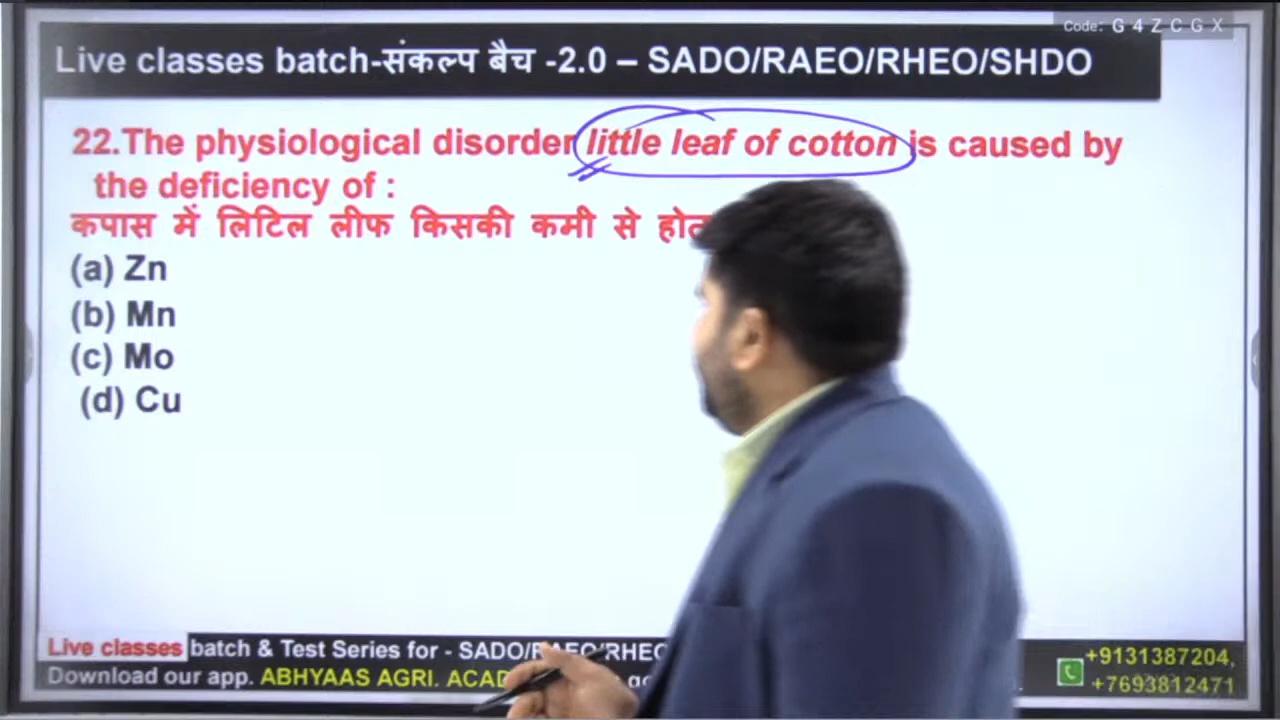 Code: G 4 Z C G X
Live classes batch-संकल्प बैच -2.0 – SADO/RAEO/RHEO/SHDO
22.The physiological disorder little leaf of cotton is caused by
the deficiency of :
कपास में लिटिल लीफ किसकी कमी से
(a) Zn
(b) Mn
(c) Mo
(d) Cu
Live classes batch & Test Series for - SADO/RAEO/RHEO
Download our app. ABHYAAS AGRI.
+9131387204,
+7693812471